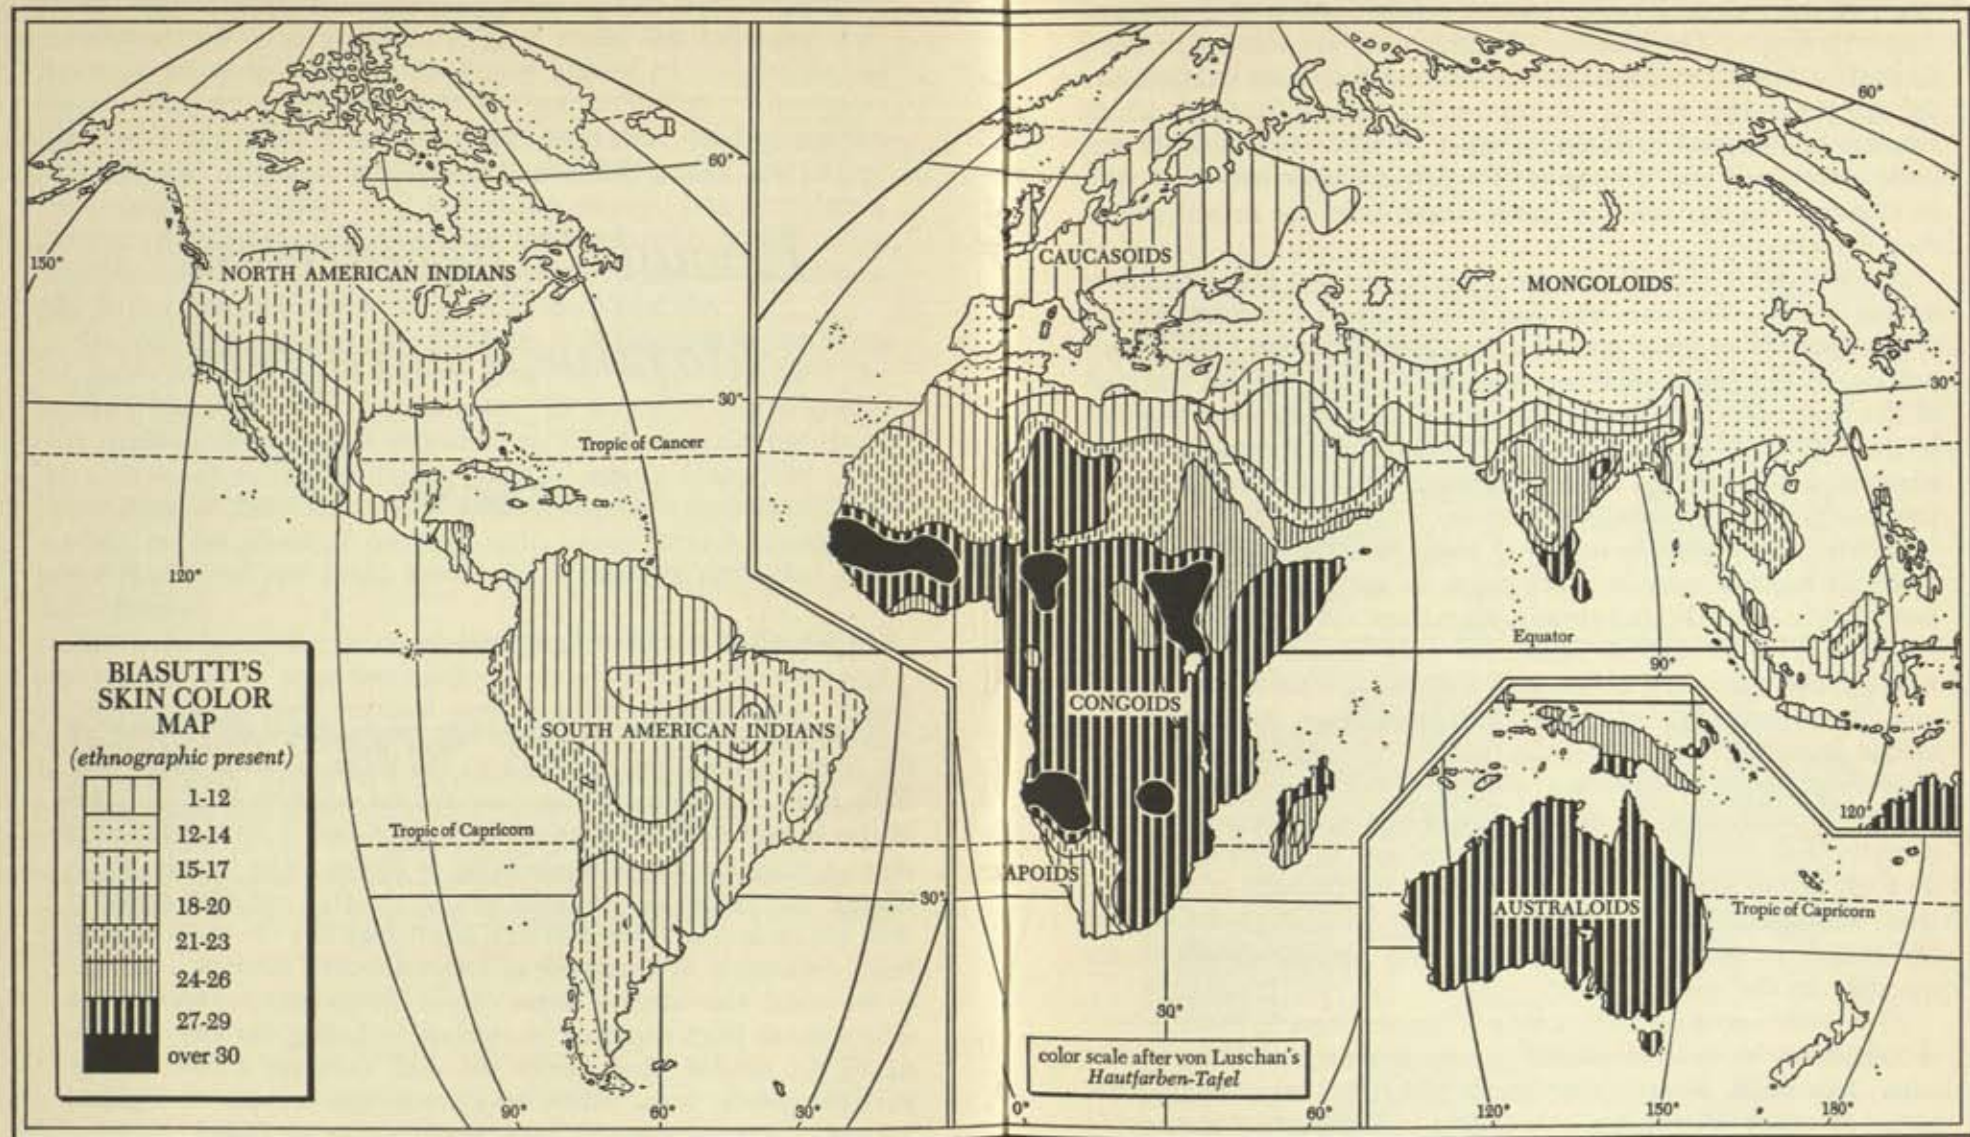 60°
60°
150°
NORTH AMERICAN INDIANS
CAUCASOIDS
MONGOLOIDS
30°
30°
Tropic of Cancer
120°
Equator
90°
BIASUTTI'S
SKIN COLOR
MAP
(ethnographic present)
1-12
12-14
15-17
18-20
21-23
24-26
27-29
over 30
SOUTH AMERICAN INDIANS
CONGOIDS
Tropic of Capricorn
APOIDS
30°
120°
AUSTRALOIDS
Tropic of Capricorn
30°
color scale after von Luschan's
Hautfarben-Tafel
90°
60°
30°
0°
60°
120°
150°
180°